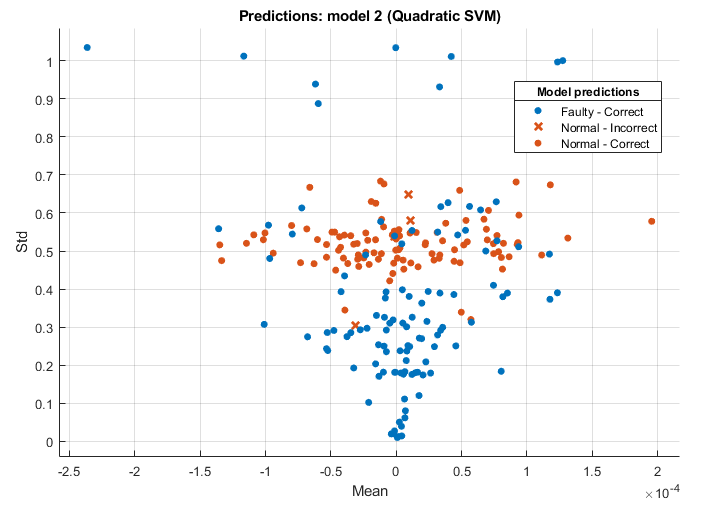 Predictions: model 2 (Quadratic SVM)
1
0.9
0.8
0.7
0.6
0.5
0.4
0.3
0.2
0.1
0
Std
Model predictions
Faulty - Correct
Normal - Incorrect
Normal - Correct
-2.5 -2 -1.5 -1 -0.5 0 0.5 1 1.5 2
Mean
×10⁻⁴